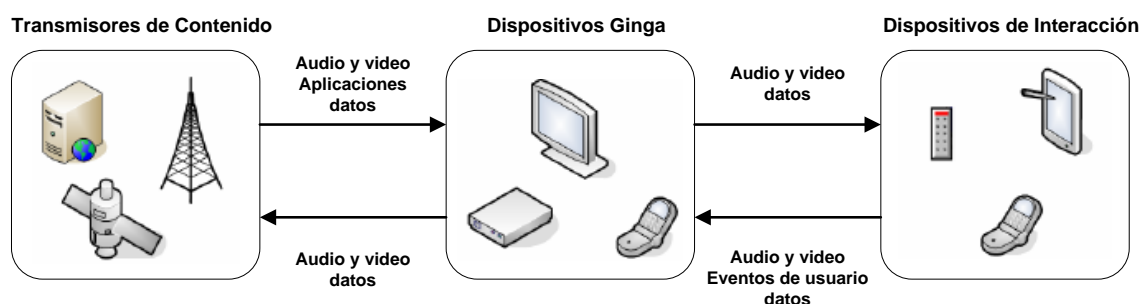 Transmisores de Contenido
Dispositivos Ginga
Dispositivos de Interacción
Audio y video
Aplicaciones
datos
Audio y video
datos
Audio y video
datos
Audio y video
Eventos de usuario
datos